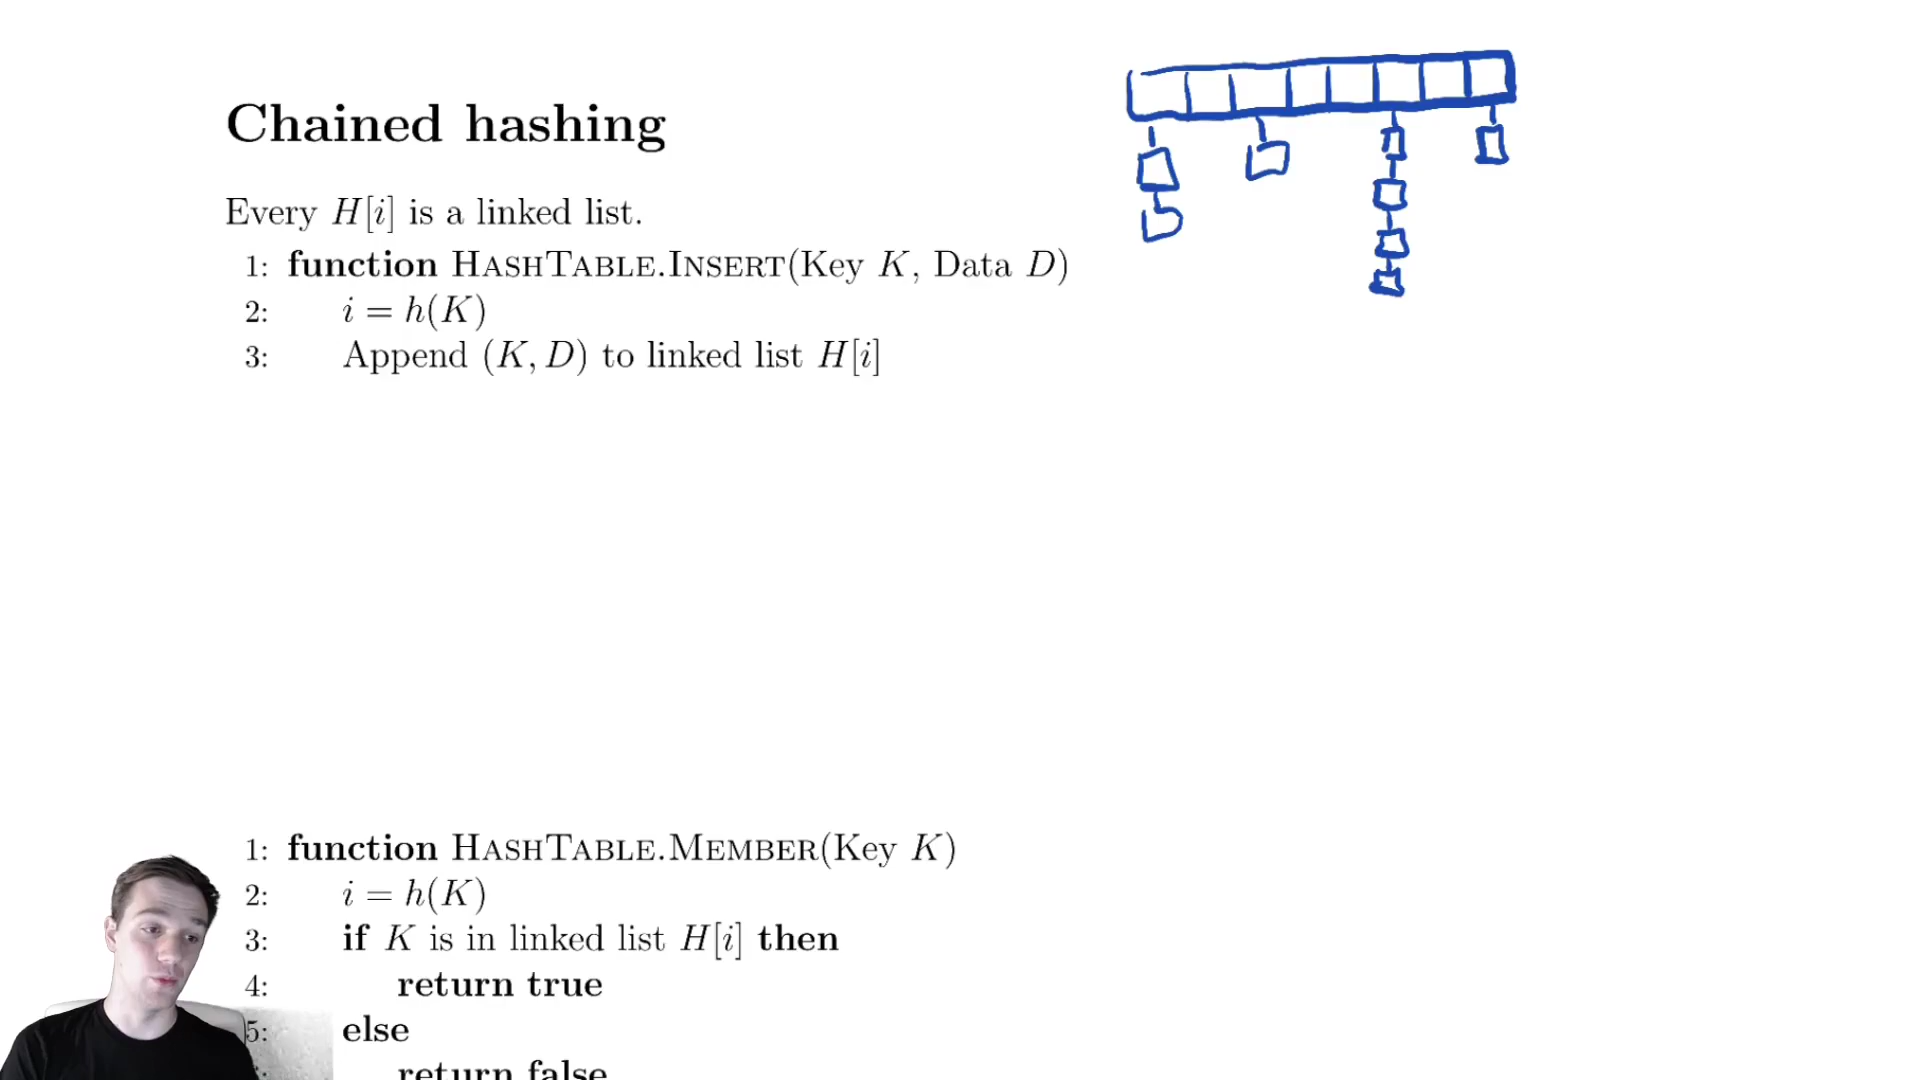 Chained hashing
Every H[i] is a linked list.
1: function HASHTABLE.INSERT(Key K, Data D)
2: i = h(K)
3: Append (K, D) to linked list H[i]
1: function HASHTABLE.MEMBER(Key K)
2: i = h(K)
3: if K is in linked list H[i] then
4: return true
5: else
return false